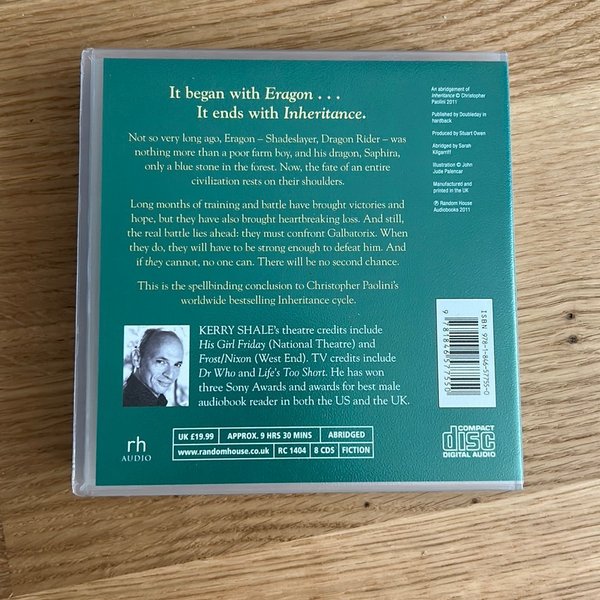 It began with Eragon . . .
It ends with Inheritance.
Not so very long ago, Eragon – Shadeslayer, Dragon Rider – was
nothing more than a poor farm boy, and his dragon, Saphira,
only a blue stone in the forest. Now, the fate of an entire
civilization rests on their shoulders.
Long months of training and battle have brought victories and
hope, but they have also brought heartbreaking loss. And still,
the real battle lies ahead: they must confront Galbatorix. When
they do, they will have to be strong enough to defeat him. And
if they cannot, no one can. There will be no second chance.
This is the spellbinding conclusion to Christopher Paolini's
worldwide bestselling Inheritance cycle.
KERRY SHALE's theatre credits include
His Girl Friday (National Theatre) and
Frost/Nixon (West End). TV credits include
Dr Who and Life's Too Short. He has won
three Sony Awards and awards for best male
audiobook reader in both the US and the UK.
rh
AUDIO
UK £19.99 APPROX. 9 HRS 30 MINS ABRIDGED
www.randomhouse.co.uk RC 1404 8 CDS FICTION
An abridgement of
Inheritance © Christopher
Paolini 2011
Published by Doubleday in
hardback
Produced by Stuart Owen
Abridged by Sarah
Kilgarriff
Illustration © John
Jude Palencar
Manufactured and
printed in the UK
℗ Random House
Audiobooks 2011
ISBN 978-1-846-57755-0
9 781846 577550
COMPACT
disc
DIGITAL AUDIO